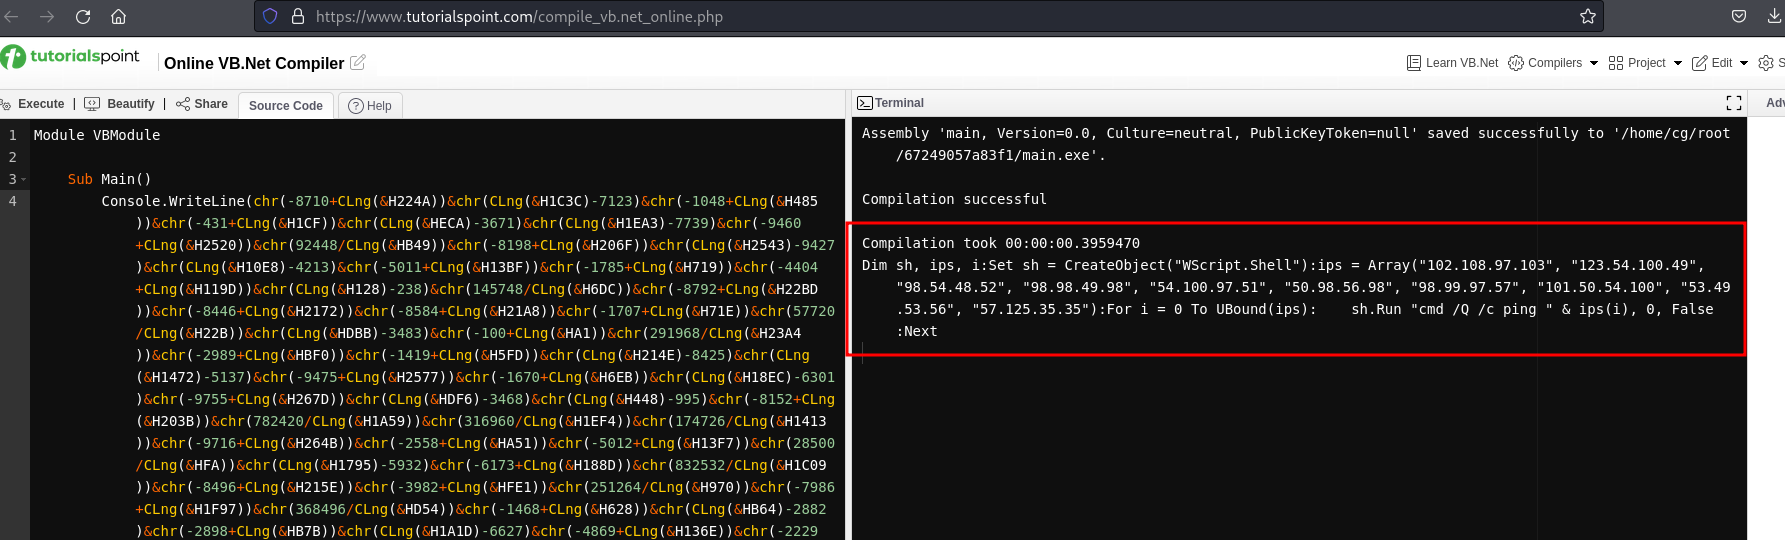 https://www.tutorialspoint.com/compile_vb.net_online.php
tutorialspoint
Online VB.Net Compiler
Learn VB.Net
Compilers
Project
Edit
S
Execute | Beautify | Share
Source Code
Help
Terminal
Adv
1 Module VBModule
2
3 Sub Main()
4 Console.WriteLine(chr(-8710+CLng(&H224A))&chr(CLng(&H1C3C)-7123)&chr(-1048+CLng(&H485
))&chr(-431+CLng(&H1CF))&chr(CLng(&HECA)-3671)&chr(CLng(&H1EA3)-7739)&chr(-9460
+CLng(&H2520))&chr(92448/CLng(&HB49))&chr(-8198+CLng(&H206F))&chr(CLng(&H2543)-9427
)&chr(CLng(&H10E8)-4213)&chr(-5011+CLng(&H13BF))&chr(-1785+CLng(&H719))&chr(-4404
+CLng(&H119D))&chr(CLng(&H128)-238)&chr(145748/CLng(&H6DC))&chr(-8792+CLng(&H22BD
))&chr(-8446+CLng(&H2172))&chr(-8584+CLng(&H21A8))&chr(-1707+CLng(&H71E))&chr(57720
/CLng(&H22B))&chr(CLng(&HDBB)-3483)&chr(-100+CLng(&HA1))&chr(291968/CLng(&H23A4
))&chr(-2989+CLng(&HBF0))&chr(-1419+CLng(&H5FD))&chr(CLng(&H214E)-8425)&chr(CLng
(&H1472)-5137)&chr(-9475+CLng(&H2577))&chr(-1670+CLng(&H6EB))&chr(CLng(&H18EC)-6301
)&chr(-9755+CLng(&H267D))&chr(CLng(&HDF6)-3468)&chr(CLng(&H448)-995)&chr(-8152+CLng
(&H203B))&chr(782420/CLng(&H1A59))&chr(316960/CLng(&H1EF4))&chr(174726/CLng(&H1413
))&chr(-9716+CLng(&H264B))&chr(-2558+CLng(&HA51))&chr(-5012+CLng(&H13F7))&chr(28500
/CLng(&HFA))&chr(CLng(&H1795)-5932)&chr(-6173+CLng(&H188D))&chr(832532/CLng(&H1C09
))&chr(-8496+CLng(&H215E))&chr(-3982+CLng(&HFE1))&chr(251264/CLng(&H970))&chr(-7986
+CLng(&H1F97))&chr(368496/CLng(&HD54))&chr(-1468+CLng(&H628))&chr(CLng(&HB64)-2882
)&chr(-2898+CLng(&HB7B))&chr(CLng(&H1A1D)-6627)&chr(-4869+CLng(&H136E))&chr(-2229
Assembly 'main, Version=0.0, Culture=neutral, PublicKeyToken=null' saved successfully to '/home/cg/root
/67249057a83f1/main.exe'.
Compilation successful
Compilation took 00:00:00.3959470
Dim sh, ips, i:Set sh = CreateObject("WScript.Shell"):ips = Array("102.108.97.103", "123.54.100.49",
"98.54.48.52", "98.98.49.98", "54.100.97.51", "50.98.56.98", "98.99.97.57", "101.50.54.100", "53.49
.53.56", "57.125.35.35"):For i = 0 To UBound(ips):    sh.Run "cmd /Q /c ping " & ips(i), 0, False
:Next